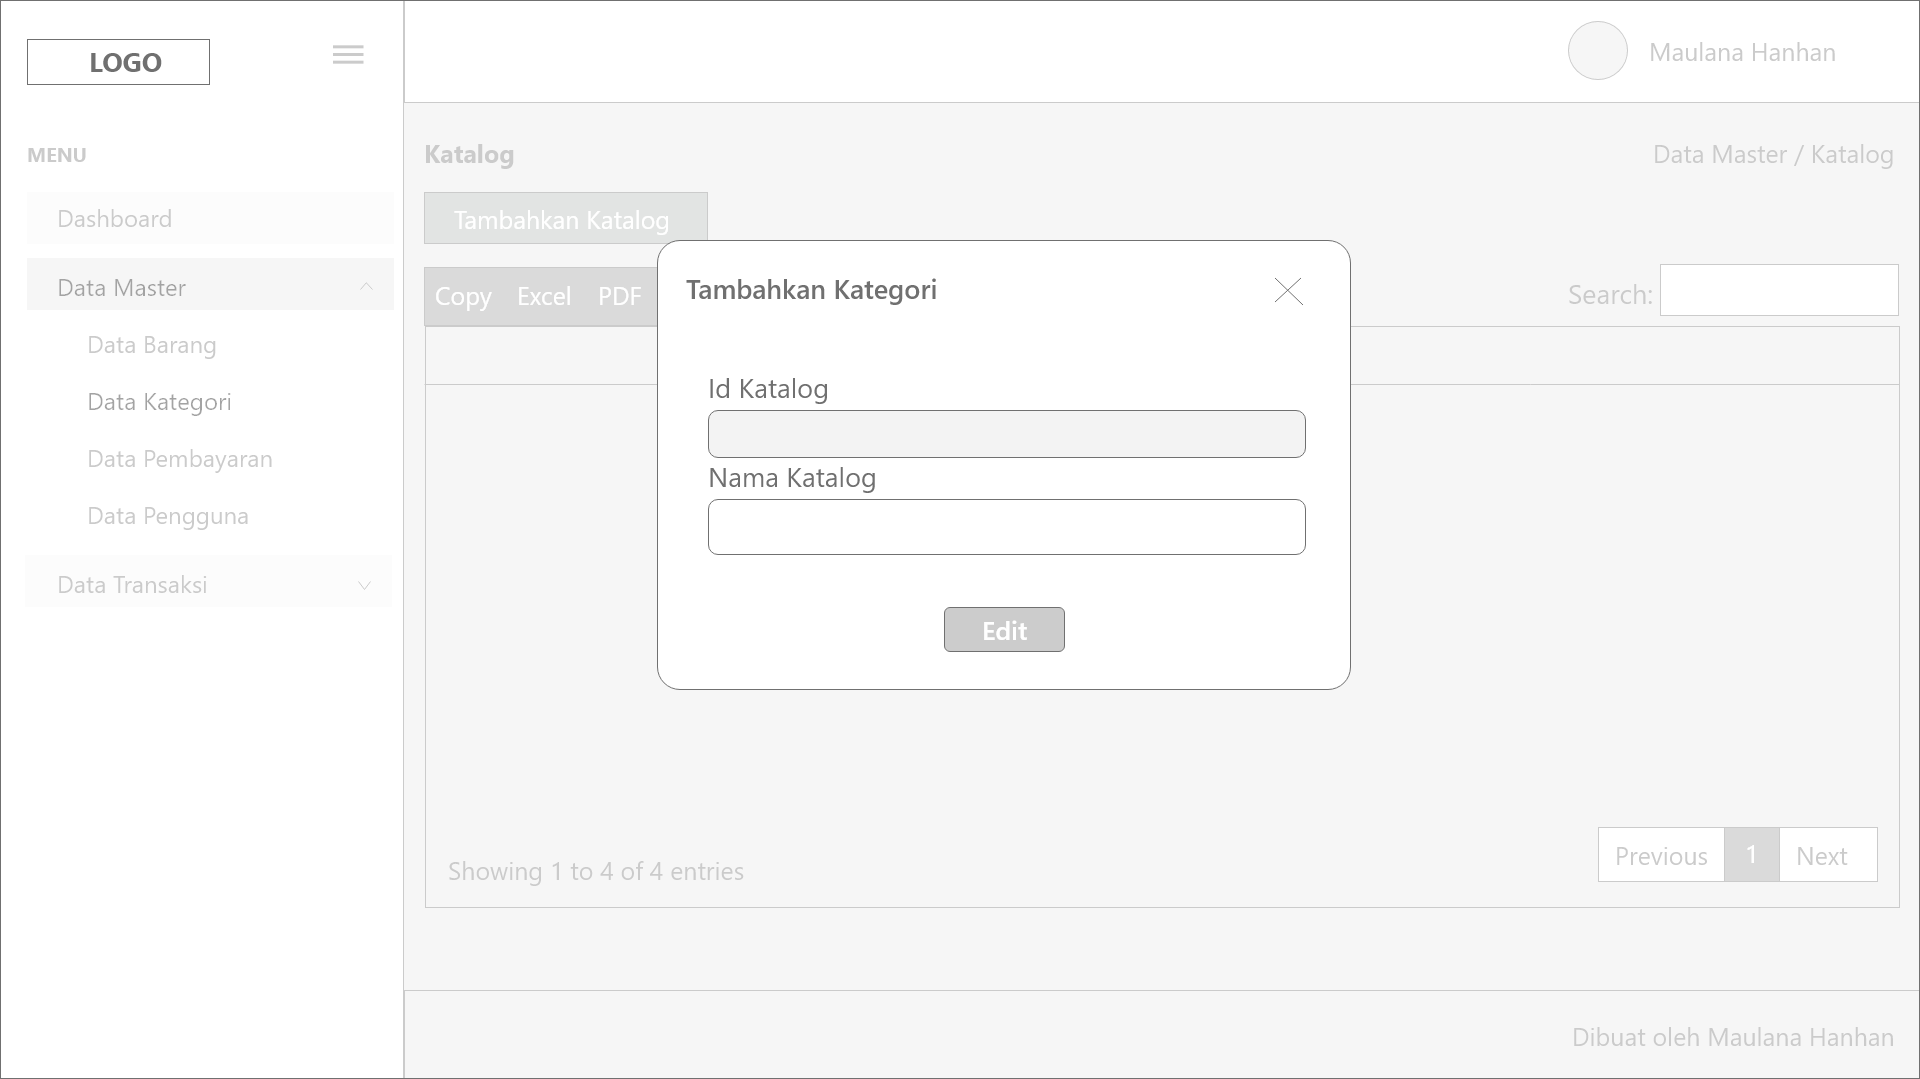 LOGO
Maulana Hanhan
MENU
Dashboard
Data Master
Data Barang
Data Kategori
Data Pembayaran
Data Pengguna
Data Transaksi
Katalog
Data Master / Katalog
Tambahkan Katalog
Copy Excel PDF
Search:
Tambahkan Kategori
Id Katalog
Nama Katalog
Edit
Showing 1 to 4 of 4 entries
Previous 1 Next
Dibuat oleh Maulana Hanhan